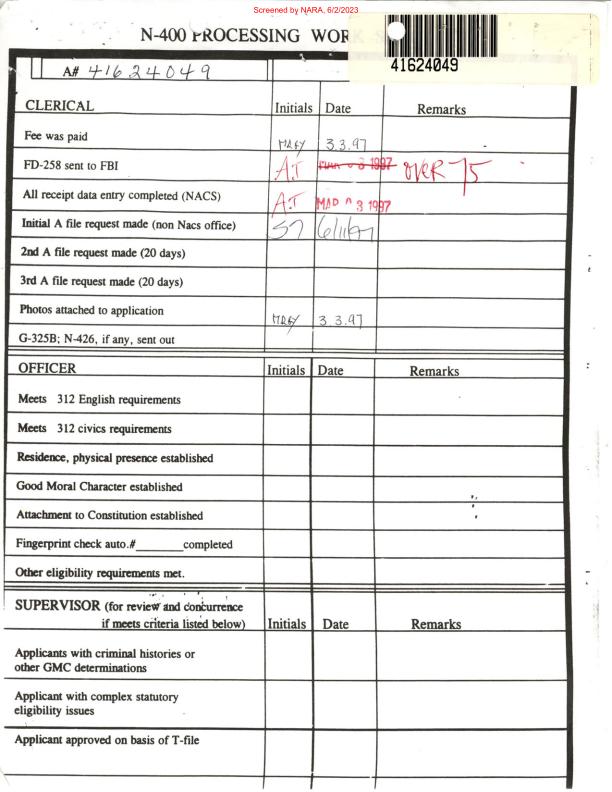 Screened by NARA, 6/2/2023
N-400 PROCESSING WOR
41624049
A# 41624049
CLERICAL Initials Date Remarks
Fee was paid MRGY 3.3.97
FD-258 sent to FBI A.T MAR 03 1997 OVER 75
All receipt data entry completed (NACS) A.T MAR 03 1997
Initial A file request made (non Nacs office) 6/11/97
2nd A file request made (20 days)
3rd A file request made (20 days)
Photos attached to application MRGY 3.3.97
G-325B; N-426, if any, sent out
OFFICER Initials Date Remarks
Meets 312 English requirements
Meets 312 civics requirements
Residence, physical presence established
Good Moral Character established
Attachment to Constitution established
Fingerprint check auto.#________completed
Other eligibility requirements met.
SUPERVISOR (for review and concurrence
if meets criteria listed below) Initials Date Remarks
Applicants with criminal histories or
other GMC determinations
Applicant with complex statutory
eligibility issues
Applicant approved on basis of T-file